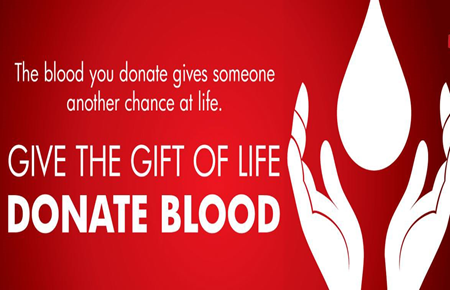 The blood you donate gives someone
another chance at life.
GIVE THE GIFT OF LIFE
DONATE BLOOD